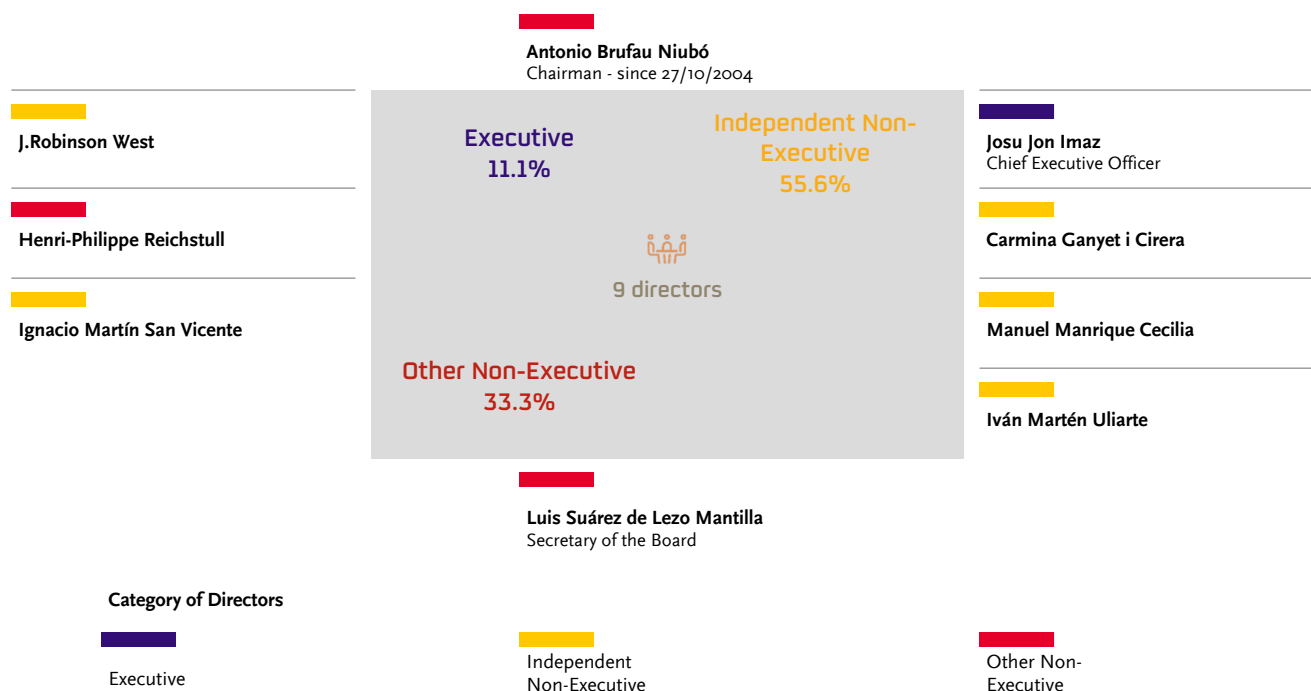 Antonio Brufau Niubó
Chairman - since 27/10/2004
J.Robinson West
Henri-Philippe Reichstull
Ignacio Martín San Vicente
Executive
11.1%
Independent Non-
Executive
55.6%
9 directors
Other Non-Executive
33.3%
Josu Jon Imaz
Chief Executive Officer
Carmina Ganyet i Cirera
Manuel Manrique Cecilia
Iván Martén Uliarte
Luis Suárez de Lezo Mantilla
Secretary of the Board
Category of Directors
Executive
Independent
Non-Executive
Other Non-
Executive